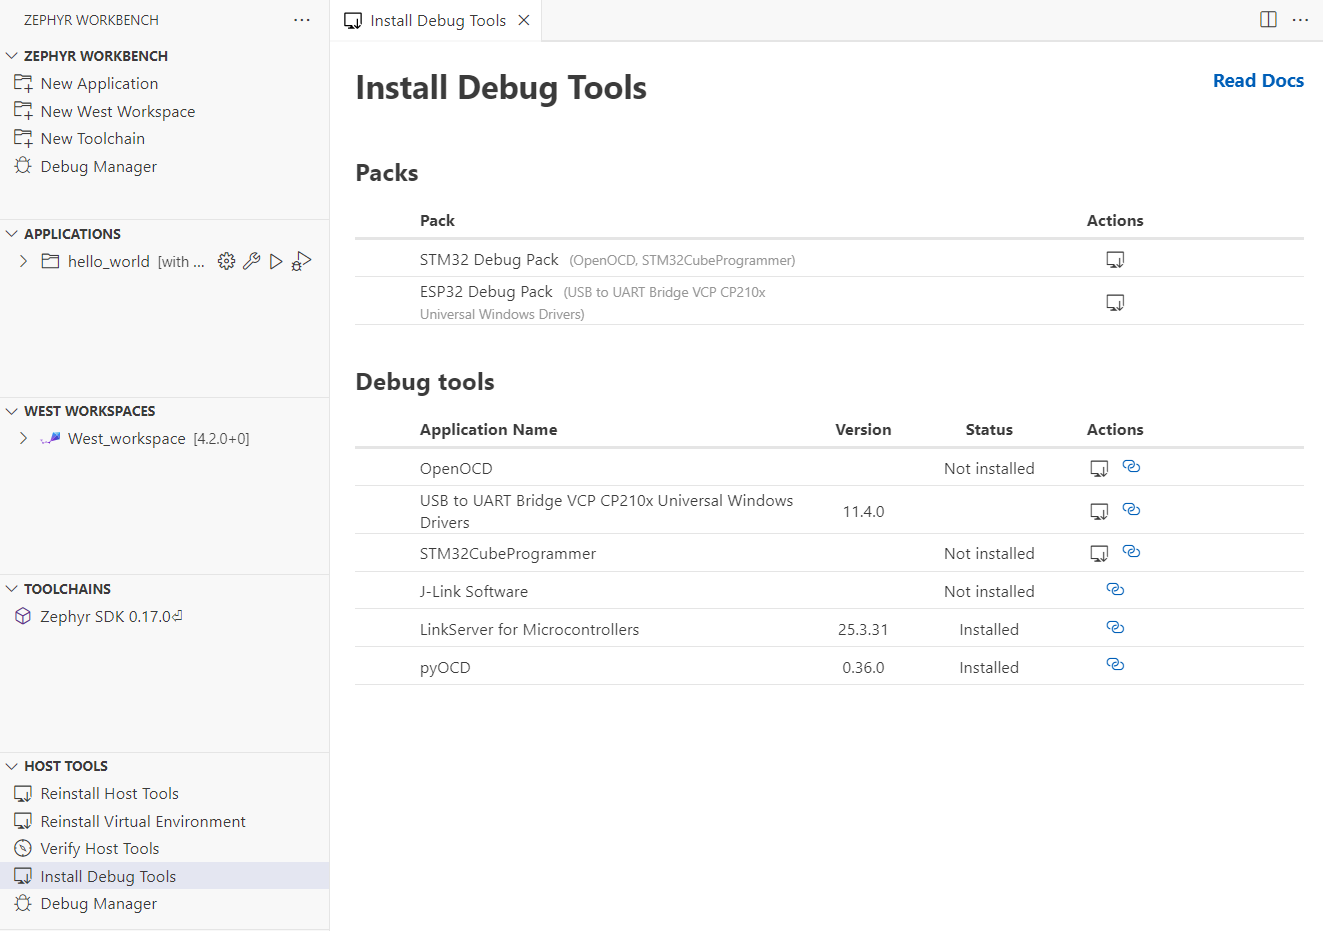 ZEPHYR WORKBENCH
ZEPHYR WORKBENCH
New Application
New West Workspace
New Toolchain
Debug Manager
APPLICATIONS
hello_world [with ...
WEST WORKSPACES
West_workspace [4.2.0+0]
TOOLCHAINS
Zephyr SDK 0.17.0⏎
HOST TOOLS
Reinstall Host Tools
Reinstall Virtual Environment
Verify Host Tools
Install Debug Tools
Debug Manager
Install Debug Tools
Install Debug Tools
Read Docs
Packs
Pack Actions
STM32 Debug Pack (OpenOCD, STM32CubeProgrammer)
ESP32 Debug Pack (USB to UART Bridge VCP CP210x
Universal Windows Drivers)
Debug tools
Application Name Version Status Actions
OpenOCD Not installed
USB to UART Bridge VCP CP210x Universal Windows
Drivers 11.4.0
STM32CubeProgrammer Not installed
J-Link Software Not installed
LinkServer for Microcontrollers 25.3.31 Installed
pyOCD 0.36.0 Installed